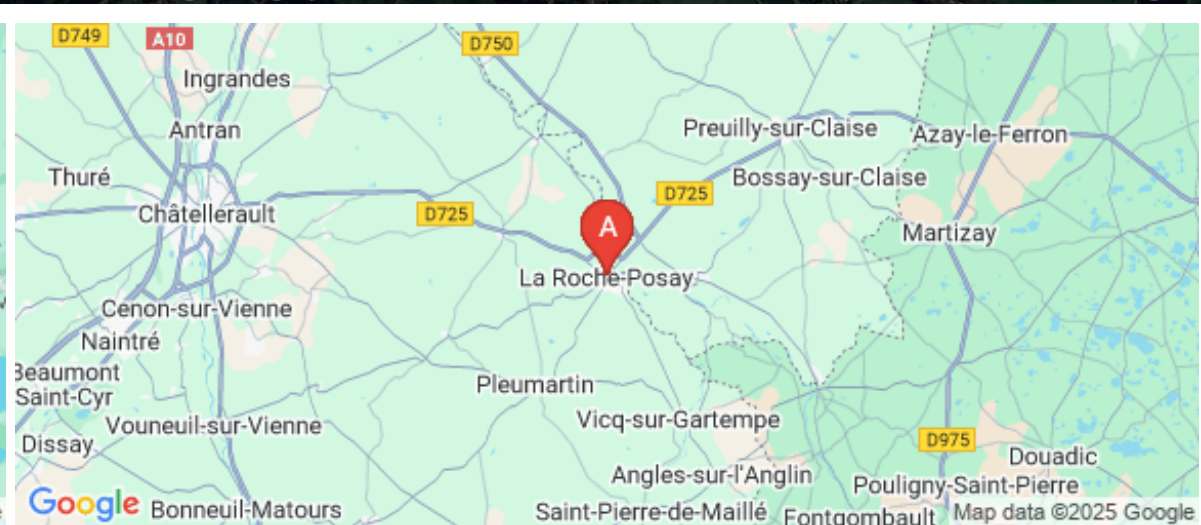 D749
A10
D750
Ingrandes
Antran
Preuilly-sur-Claise
Azay-le-Ferron
Thuré
Bossay-sur-Claise
D725
Châtellerault
D725
A
Martizay
La Roche-Posay
Cenon-sur-Vienne
Naintré
Beaumont
Saint-Cyr
Pleumartin
Vouneuil-sur-Vienne
Vicq-sur-Gartempe
Dissay
D975
Douadic
Angles-sur-l'Anglin
Pouligny-Saint-Pierre
Google
Bonneuil-Matours
Saint-Pierre-de-Maillé
Fontgombault
Map data ©2025 Google